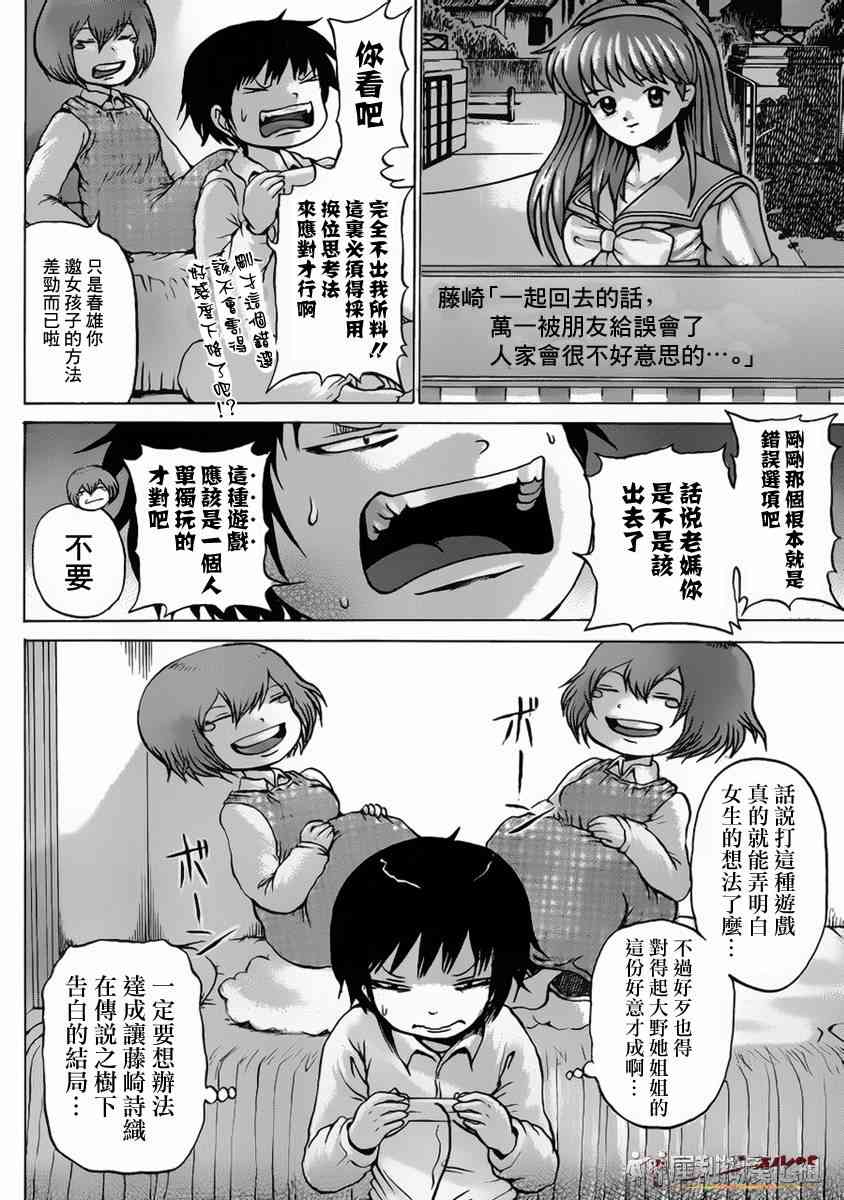 藤崎「一起回去的話，
萬一被朋友給誤會了
人家會很不好意思的⋯。」
你看吧
完全不出我所料!!
這裏必須得採用
換位思考法
來應對才行啊
剛才這個錯選
該不會害得
好感度下降了吧!?
只是春雄你
邀女孩子的方法
差勁而已啦
剛剛那個根本就是
錯誤選項吧
話说老媽你
是不是該
出去了
這種遊戲
應該是一個人
單獨玩的
才對吧
不要
話説打這種遊戲
真的就能弄明白
女生的想法了麼⋯
不過好歹也得
對得起大野她姐姐的
這份好意才成啊⋯
ボーン
ボーン
一定要想辦法
達成讓藤崎詩織
在傳説之樹下
告白的結局⋯